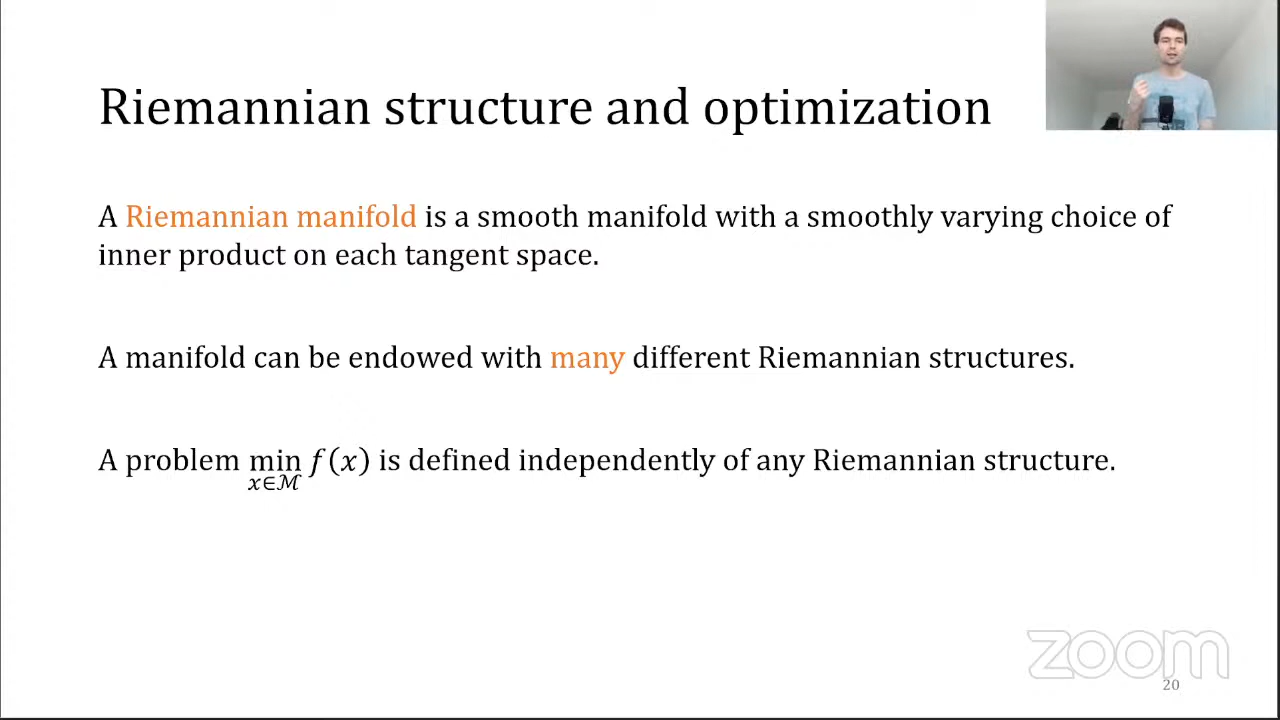 Riemannian structure and optimization
A Riemannian manifold is a smooth manifold with a smoothly varying choice of
inner product on each tangent space.
A manifold can be endowed with many different Riemannian structures.
A problem min f(x) is defined independently of any Riemannian structure.
x∈ℳ
zoom
20